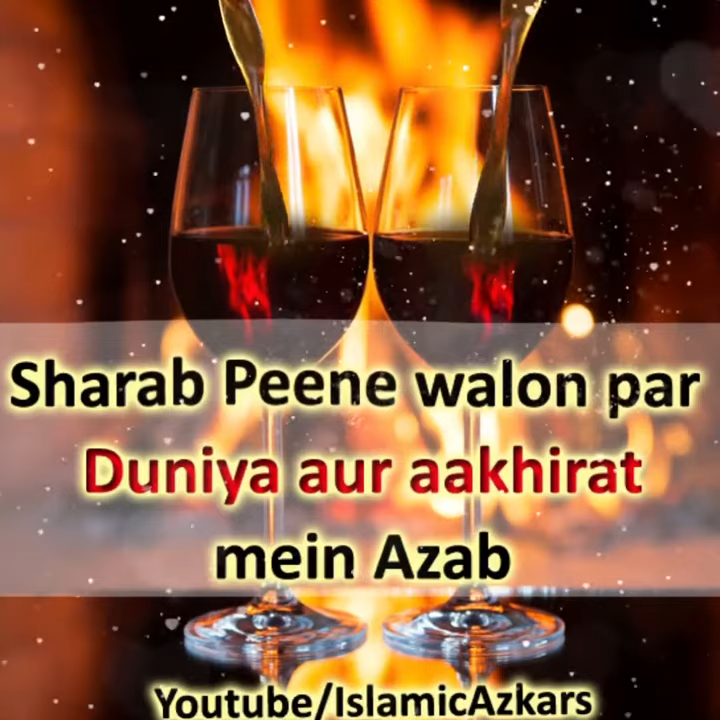 Sharab Peene walon par
Duniya aur aakhirat
mein Azab
Youtube/IslamicAzkars